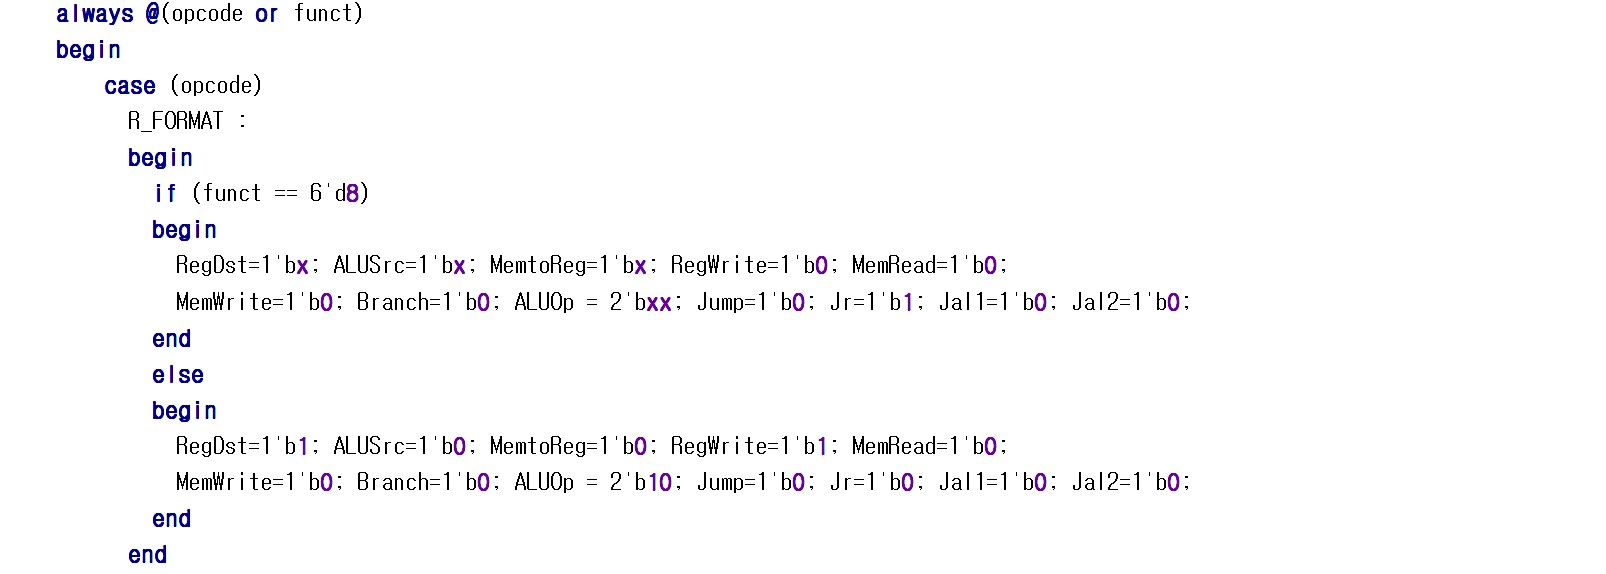 always @(opcode or funct)
begin
case (opcode)
R_FORMAT :
begin
if (funct == 6'd8)
begin
RegDst=1'bx; ALUSrc=1'bx; MemtoReg=1'bx; RegWrite=1'b0; MemRead=1'b0;
MemWrite=1'b0; Branch=1'b0; ALUOp = 2'bxx; Jump=1'b0; Jr=1'b1; Jal1=1'b0; Jal2=1'b0;
end
else
begin
RegDst=1'b1; ALUSrc=1'b0; MemtoReg=1'b0; RegWrite=1'b1; MemRead=1'b0;
MemWrite=1'b0; Branch=1'b0; ALUOp = 2'b10; Jump=1'b0; Jr=1'b0; Jal1=1'b0; Jal2=1'b0;
end
end